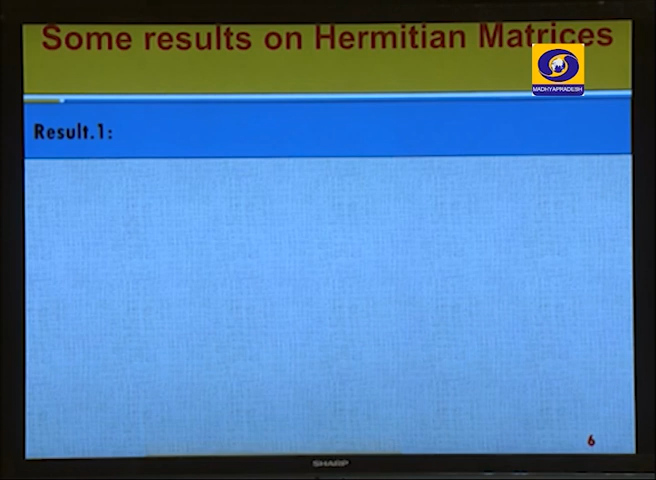 Some results on Hermitian Matrices
MADHYAPRADESH
Result.1:
6
SHARP